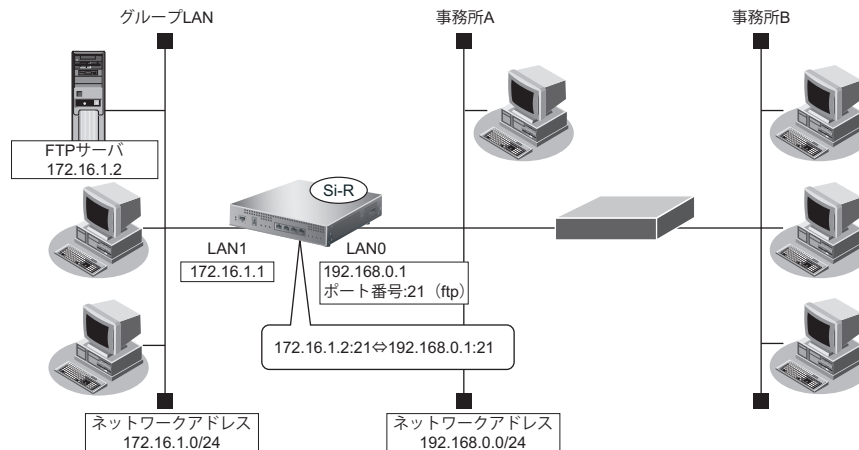 グループLAN
事務所A
事務所B
FTPサーバ
172.16.1.2
Si-R
LAN1
172.16.1.1
LAN0
192.168.0.1
ポート番号:21（ftp）
172.16.1.2:21⇔192.168.0.1:21
ネットワークアドレス
172.16.1.0/24
ネットワークアドレス
192.168.0.0/24